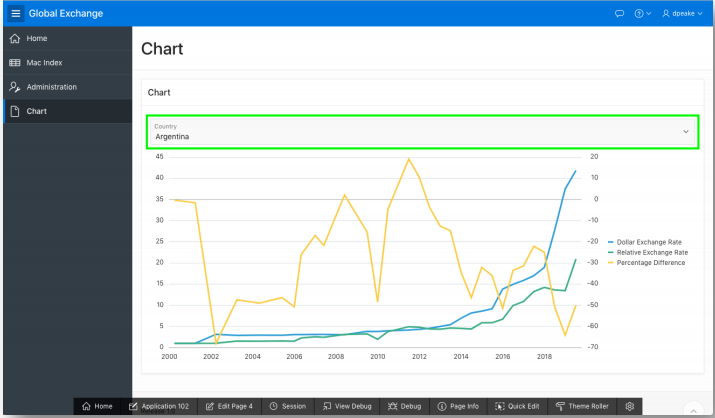 Global Exchange
dpeake
Home
Mac Index
Administration
Chart
Chart
Chart
Country
Argentina
45
40
35
30
25
20
15
10
5
0
20
10
0
-10
-20
-30
-40
-50
-60
-70
2000 2002 2004 2006 2008 2010 2012 2014 2016 2018
Dollar Exchange Rate
Relative Exchange Rate
Percentage Difference
Home Application 102 Edit Page 4 Session View Debug Debug Page Info Quick Edit Theme Roller